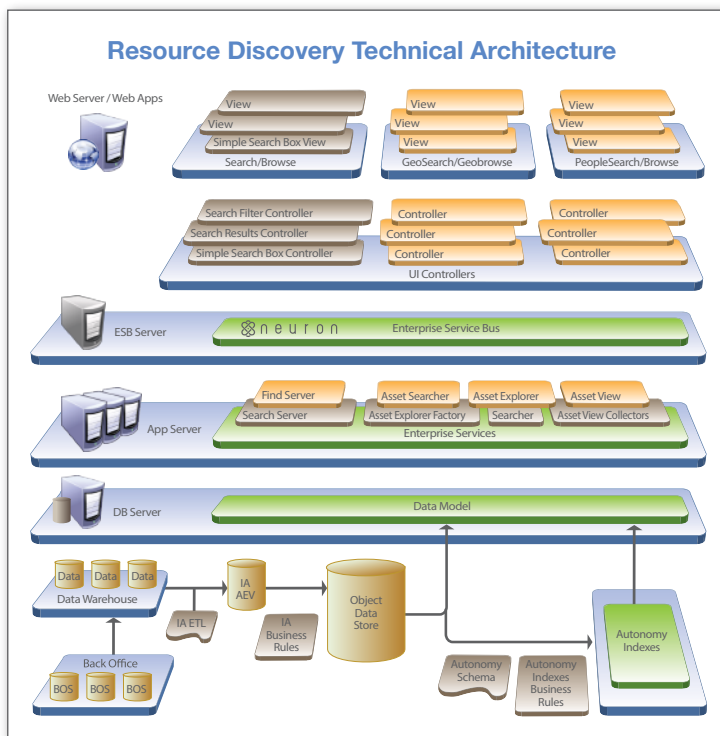 Resource Discovery Technical Architecture
Web Server / Web Apps
View
View
View
View
View
View
Simple Search Box View
View
View
Search/Browse
GeoSearch/Geobrowse
PeopleSearch/Browse
Search Filter Controller
Controller
Controller
Search Results Controller
Controller
Controller
Simple Search Box Controller
Controller
Controller
UI Controllers
ESB Server
neuron
Enterprise Service Bus
Find Server
Asset Searcher
Asset Explorer
Asset View
App Server
Search Server
Asset Explorer Factory
Searcher
Asset View Collectors
Enterprise Services
DB Server
Data Model
Data
Data
Data
Data Warehouse
IA ETL
IA
AEV
IA
Business
Rules
Object
Data
Store
Autonomy
Indexes
Back Office
BOS
BOS
BOS
Autonomy
Schema
Autonomy
Indexes
Business
Rules